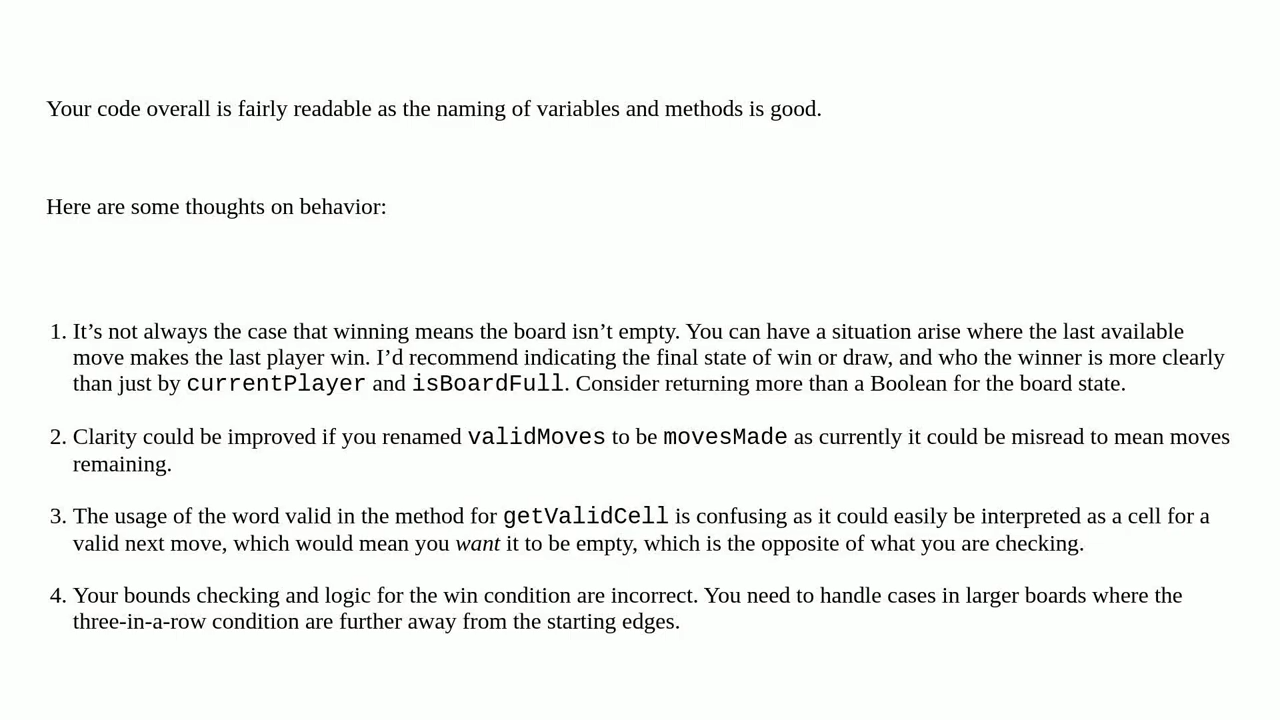 Your code overall is fairly readable as the naming of variables and methods is good.
Here are some thoughts on behavior:
1. It’s not always the case that winning means the board isn’t empty. You can have a situation arise where the last available
move makes the last player win. I’d recommend indicating the final state of win or draw, and who the winner is more clearly
than just by currentPlayer and isBoardFull. Consider returning more than a Boolean for the board state.
2. Clarity could be improved if you renamed validMoves to be movesMade as currently it could be misread to mean moves
remaining.
3. The usage of the word valid in the method for getValidCell is confusing as it could easily be interpreted as a cell for a
valid next move, which would mean you want it to be empty, which is the opposite of what you are checking.
4. Your bounds checking and logic for the win condition are incorrect. You need to handle cases in larger boards where the
three-in-a-row condition are further away from the starting edges.